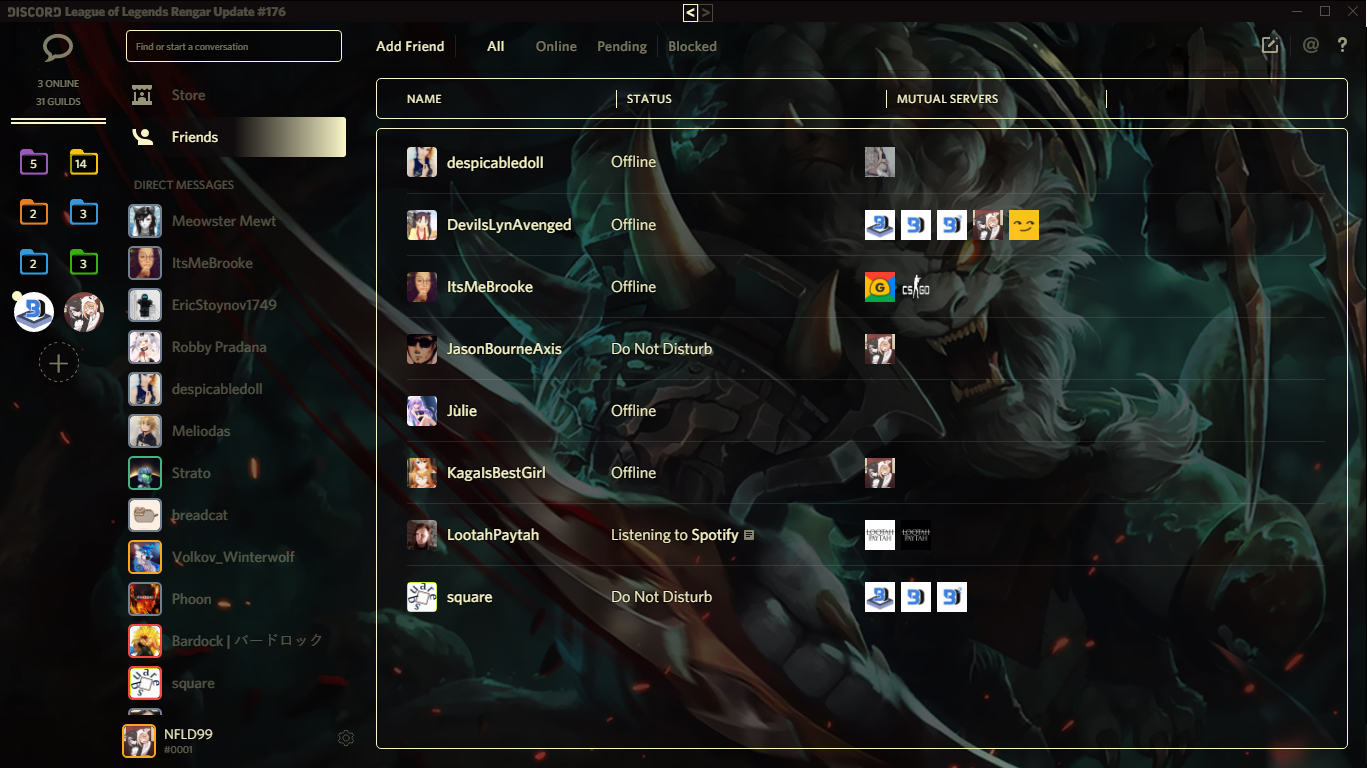 DISCORD League of Legends Rengar Update #176
< >
3 ONLINE
31 GUILDS
5
14
2
3
2
3
Find or start a conversation
Store
Friends
DIRECT MESSAGES
Meowster Mewt
ItsMeBrooke
EricStoynov1749
Robby Pradana
despicabledoll
Meliodas
Strato
breadcat
Volkov_Winterwolf
Phoon
Bardock | バードロック
square
NFLD99
#0001
Add Friend All Online Pending Blocked @ ?
NAME STATUS MUTUAL SERVERS
despicabledoll Offline
DevilsLynAvenged Offline
ItsMeBrooke Offline G CS GO
JasonBourneAxis Do Not Disturb
Jùlie Offline
KagaIsBestGirl Offline
LootahPaytah Listening to Spotify LOOTAH PAYTAH LOOTAH PAYTAH
square Do Not Disturb